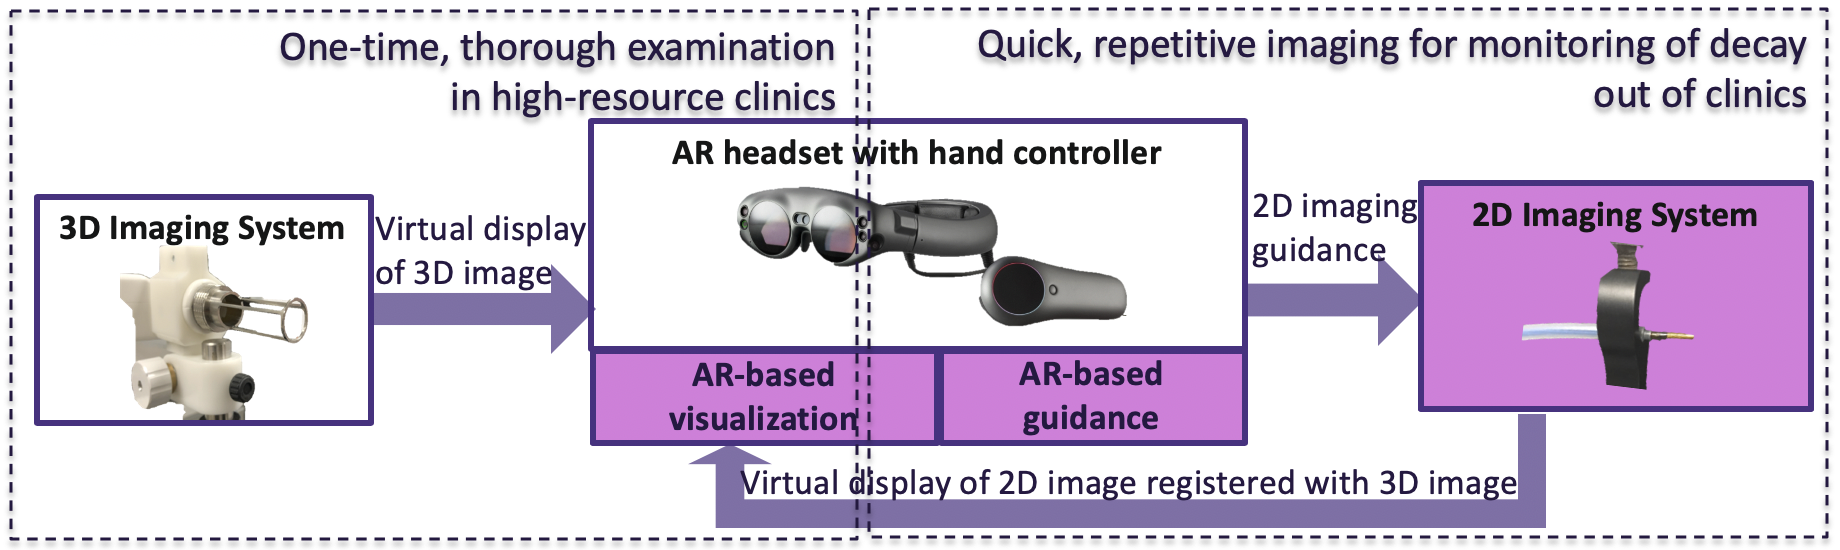 One-time, thorough examination
in high-resource clinics
Quick, repetitive imaging for monitoring of decay
out of clinics
3D Imaging System
Virtual display
of 3D image
AR headset with hand controller
AR-based
visualization
AR-based
guidance
2D imaging
guidance
2D Imaging System
Virtual display of 2D image registered with 3D image